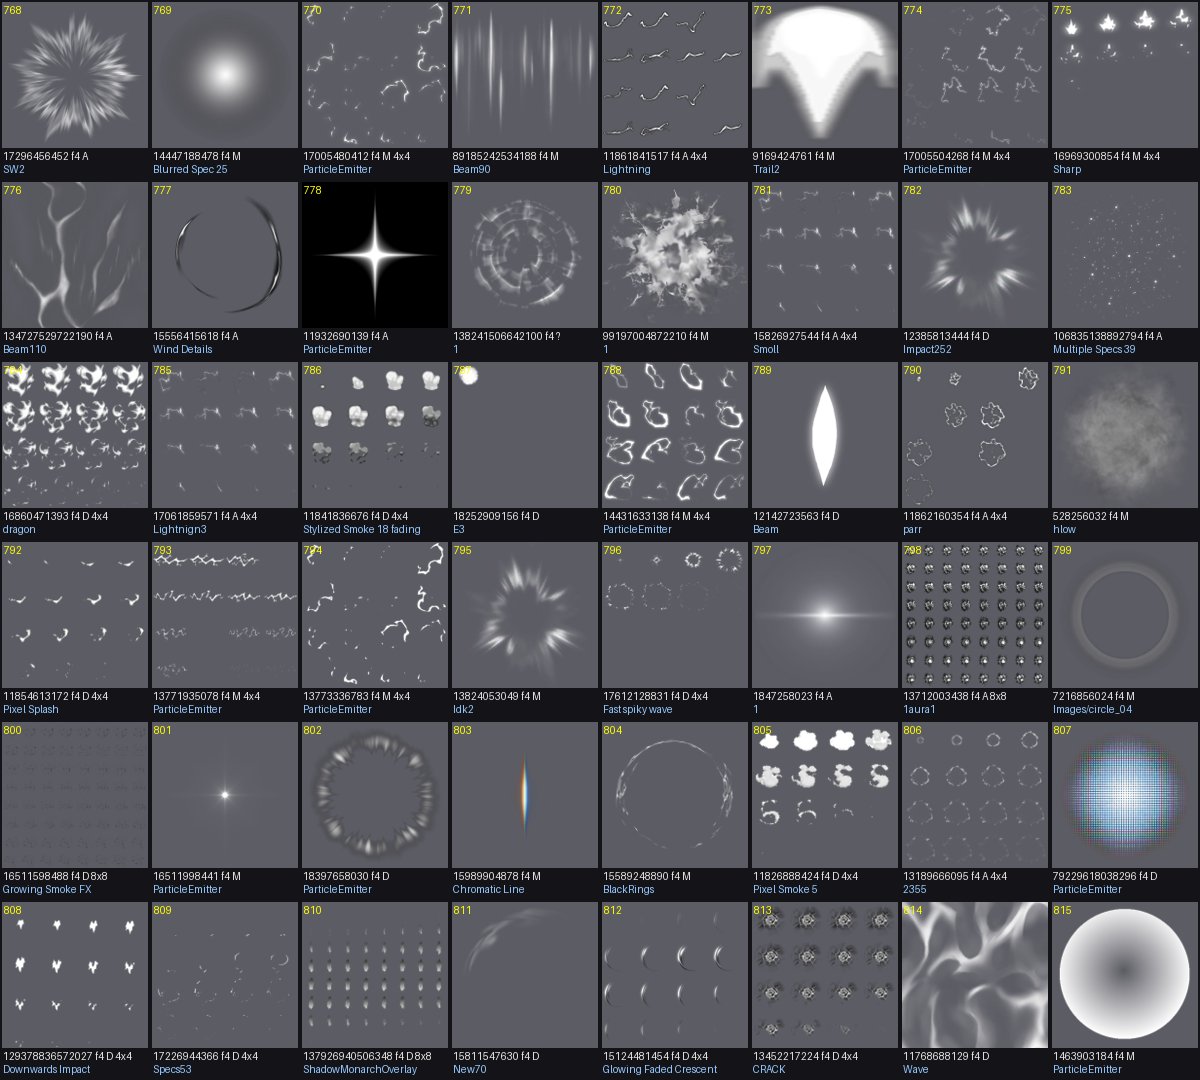 768 769 770 771 772 773 774 775
17296456452 f4 A 14447188478 f4 M 17005480412 f4 M 4x4 89185242534188 f4 M 11861841517 f4 A 4x4 9169424761 f4 M 17005504268 f4 M 4x4 16969300854 f4 M 4x4
SW2 Blurred Spec 25 ParticleEmitter Beam90 Lightning Trail2 ParticleEmitter Sharp
776 777 778 779 780 781 782 783
134727529722190 f4 A 15556415618 f4 A 11932690139 f4 A 138241506642100 f4 ? 99197004872210 f4 M 15826927544 f4 A 4x4 12385813444 f4 D 106835138892794 f4 A
Beam110 Wind Details ParticleEmitter 1 1 Smoll Impact252 Multiple Specs 39
785 786 788 789 790 791
16860471393 f4 D 4x4 17061859571 f4 A 4x4 11841836676 f4 D 4x4 18252909156 f4 D 14431633138 f4 M 4x4 12142723563 f4 D 11862160354 f4 A 4x4 528256032 f4 M
dragon Lightnign3 Stylized Smoke 18 fading E3 ParticleEmitter Beam parr hlow
792 793 794 795 796 797 798 799
11854613172 f4 D 4x4 13771935078 f4 M 4x4 13773336783 f4 M 4x4 13824053049 f4 M 17612128831 f4 D 4x4 1847258023 f4 A 13712003438 f4 A 8x8 7216856024 f4 M
Pixel Splash ParticleEmitter ParticleEmitter Idk2 Fast spiky wave 1 1aura1 Images/circle_04
800 801 802 803 804 805 806 807
16511598488 f4 D 8x8 16511998441 f4 M 18397658030 f4 D 15989904878 f4 M 15589248890 f4 M 11826888424 f4 D 4x4 13189666095 f4 A 4x4 79229618038296 f4 D
Growing Smoke FX ParticleEmitter ParticleEmitter Chromatic Line BlackRings Pixel Smoke 5 2355 ParticleEmitter
808 809 810 811 812 813 814 815
129378836572027 f4 D 4x4 17226944366 f4 D 4x4 137926940506348 f4 D 8x8 15811547630 f4 D 15124481454 f4 D 4x4 13452217224 f4 D 4x4 11768688129 f4 D 1463903184 f4 M
Downwards Impact Specs53 ShadowMonarchOverlay New70 Glowing Faded Crescent CRACK Wave ParticleEmitter